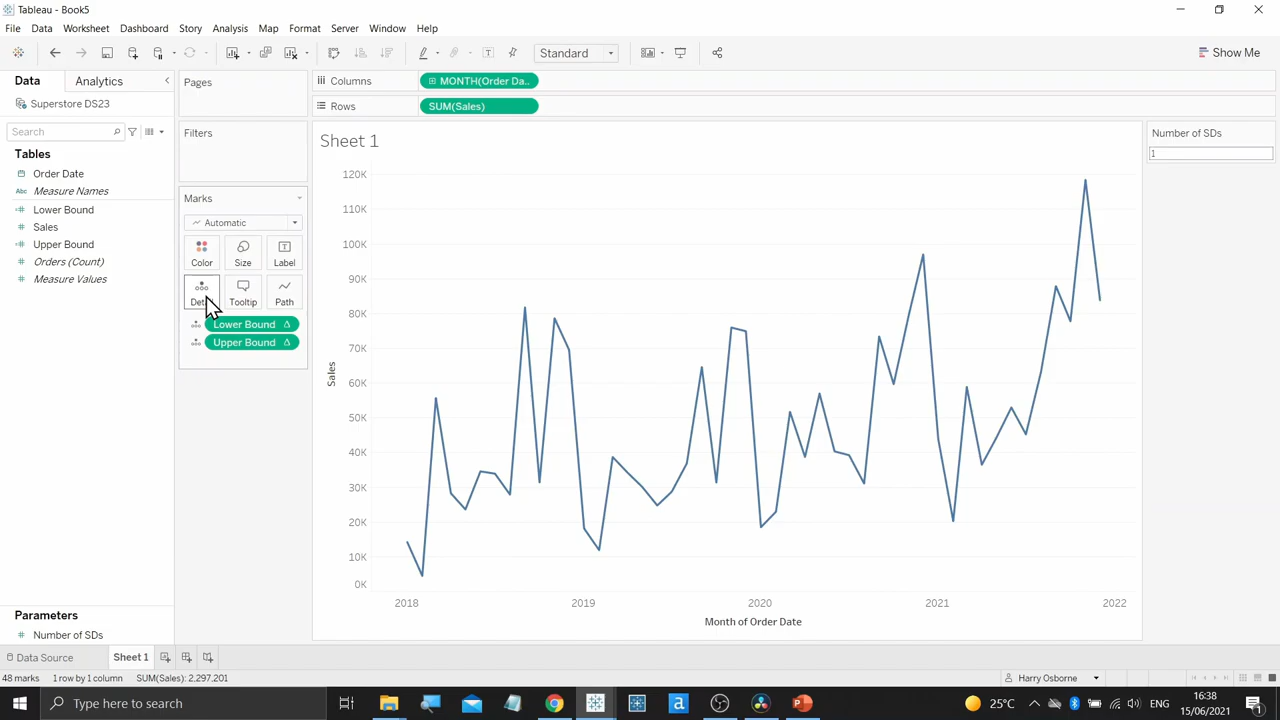 Tableau - Book5
File Data Worksheet Dashboard Story Analysis Map Format Server Window Help
Standard
Show Me
Data Analytics
Superstore DS23
Search
Tables
Order Date
Abc Measure Names
Lower Bound
Sales
Upper Bound
Orders (Count)
Measure Values
Parameters
Number of SDs
Pages
Filters
Marks
Automatic
Color Size Label
Tooltip Path
Lower Bound
Upper Bound
Columns MONTH(Order Da..
Rows SUM(Sales)
Sheet 1
120K
110K
100K
90K
80K
70K
60K
50K
40K
30K
20K
10K
0K
Sales
2018 2019 2020 2021 2022
Month of Order Date
Number of SDs
1
Data Source Sheet 1
48 marks 1 row by 1 column SUM(Sales): 2,297,201
Harry Osborne
Type here to search
a
25°C
ENG
16:38
15/06/2021
1